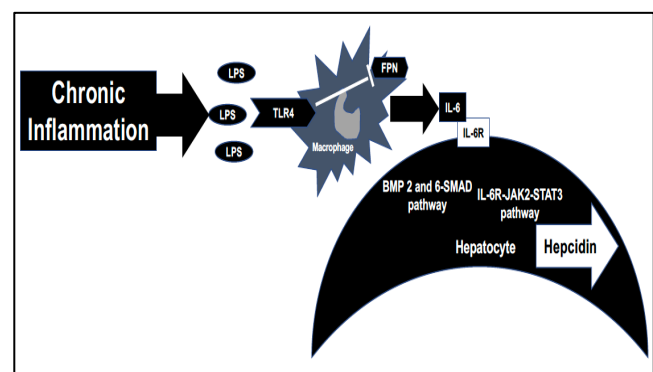 Chronic
Inflammation
LPS
LPS
LPS
TLR4
FPN
Macrophage
IL-6
IL-6R
BMP 2 and 6-SMAD
pathway
IL-6R-JAK2-STAT3
pathway
Hepatocyte
Hepcidin